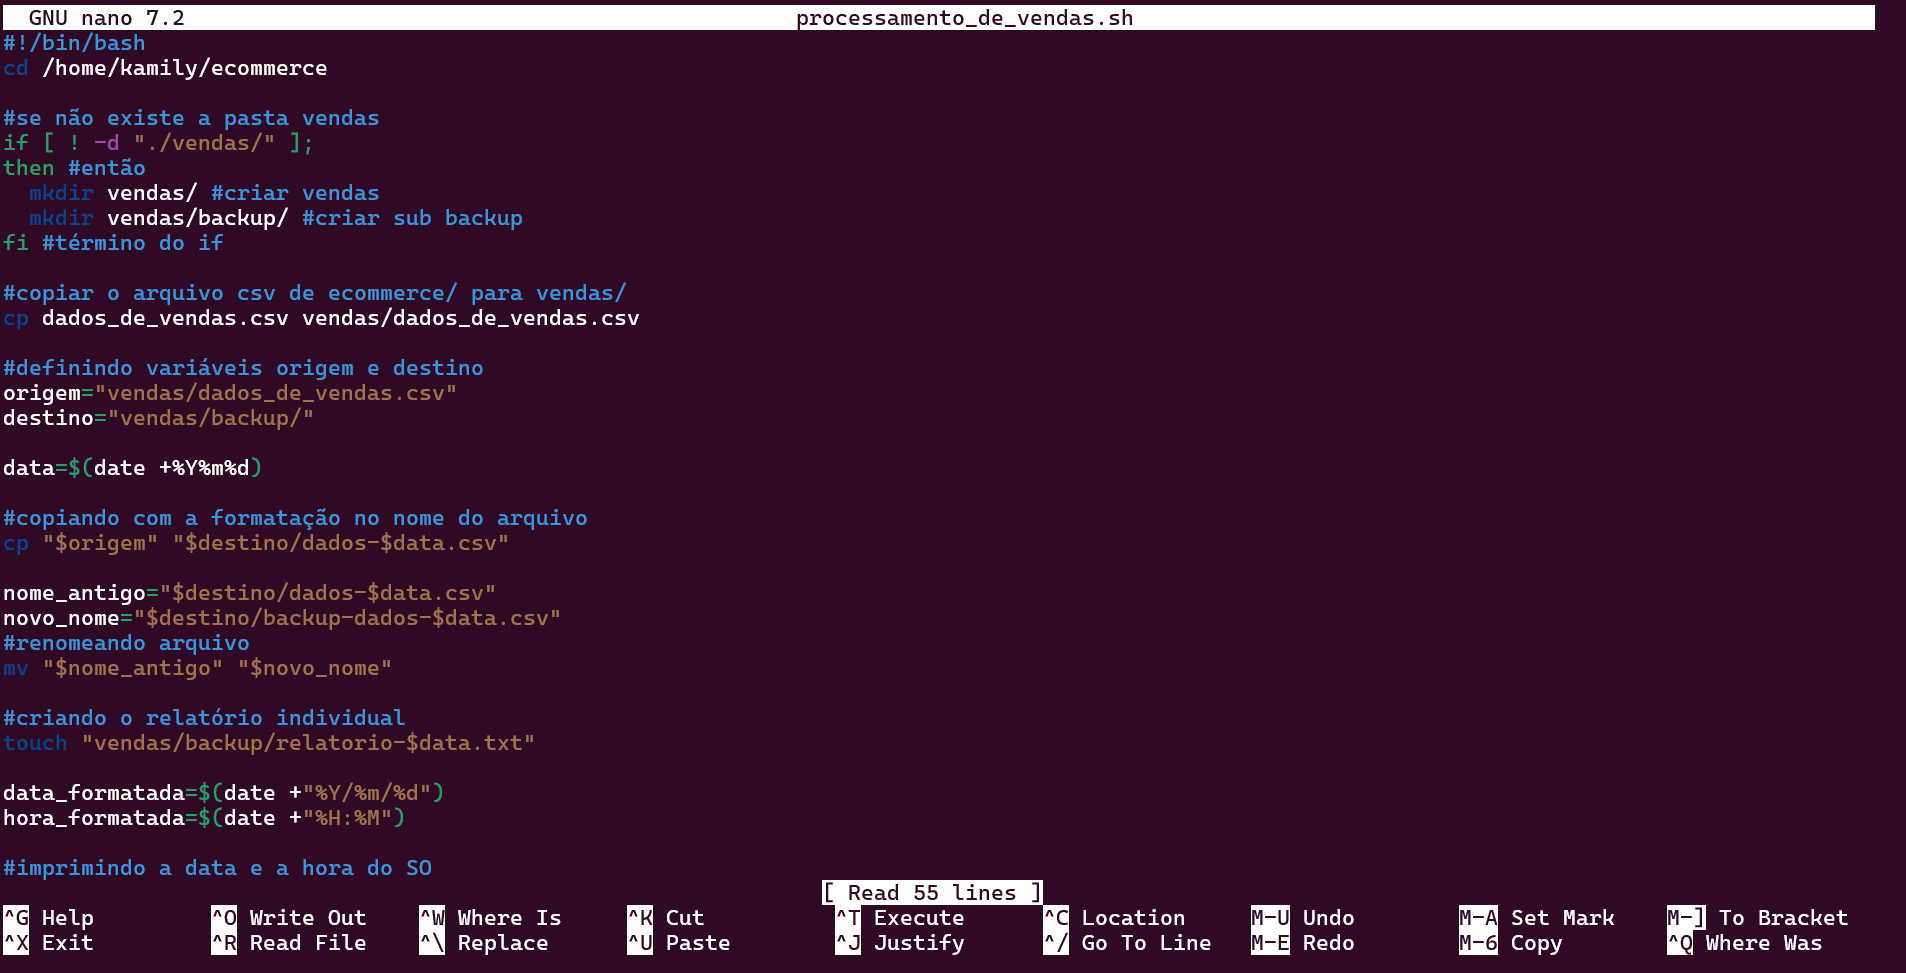 GNU nano 7.2 processamento_de_vendas.sh
#!/bin/bash
cd /home/kamily/ecommerce
#se não existe a pasta vendas
if [ ! -d "./vendas/" ];
then #então
  mkdir vendas/ #criar vendas
  mkdir vendas/backup/ #criar sub backup
fi #término do if
#copiar o arquivo csv de ecommerce/ para vendas/
cp dados_de_vendas.csv vendas/dados_de_vendas.csv
#definindo variáveis origem e destino
origem="vendas/dados_de_vendas.csv"
destino="vendas/backup/"
data=$(date +%Y%m%d)
#copiando com a formatação no nome do arquivo
cp "$origem" "$destino/dados-$data.csv"
nome_antigo="$destino/dados-$data.csv"
novo_nome="$destino/backup-dados-$data.csv"
#renomeando arquivo
mv "$nome_antigo" "$novo_nome"
#criando o relatório individual
touch "vendas/backup/relatorio-$data.txt"
data_formatada=$(date +"%Y/%m/%d")
hora_formatada=$(date +"%H:%M")
#imprimindo a data e a hora do SO
[ Read 55 lines ]
^G Help ^O Write Out ^W Where Is ^K Cut ^T Execute ^C Location M-U Undo M-A Set Mark M-] To Bracket
^X Exit ^R Read File ^\ Replace ^U Paste ^J Justify ^/ Go To Line M-E Redo M-6 Copy ^Q Where Was